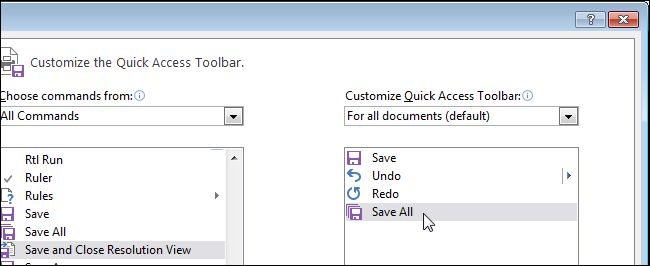 Customize the Quick Access Toolbar.
Choose commands from:
All Commands
Rtl Run
Ruler
Rules
Save
Save All
Save and Close Resolution View
Customize Quick Access Toolbar:
For all documents (default)
Save
Undo
Redo
Save All